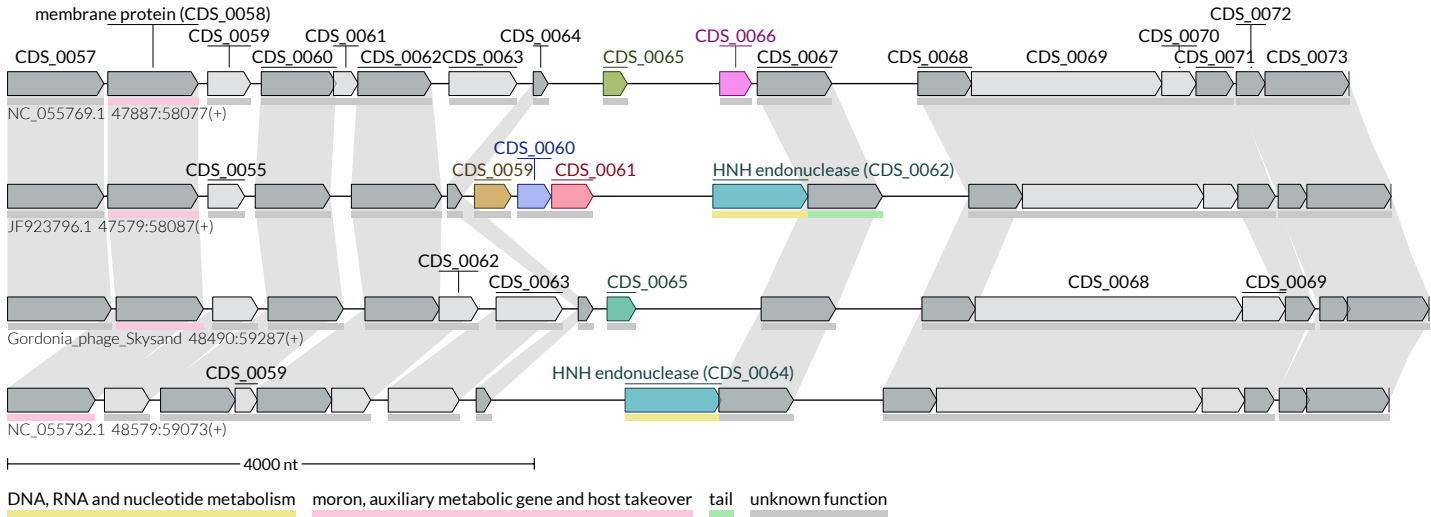 CDS_0072
membrane protein (CDS_0058)
CDS_0059 CDS_0061 CDS_0064 CDS_0066 CDS_0070
CDS_0057 CDS_0060 CDS_0062 CDS_0063 CDS_0065 CDS_0067 CDS_0068 CDS_0069 CDS_0071 CDS_0073
NC_055769.1 47887:58077(+)
CDS_0060
CDS_0055 CDS_0059 CDS_0061 HNH endonuclease (CDS_0062)
JF923796.1 47579:58087(+)
CDS_0062
CDS_0063 CDS_0065 CDS_0068 CDS_0069
Gordonia_phage_Skysand 48490:59287(+)
CDS_0059 HNH endonuclease (CDS_0064)
NC_055732.1 48579:59073(+)
4000 nt
DNA, RNA and nucleotide metabolism moron, auxiliary metabolic gene and host takeover tail unknown function